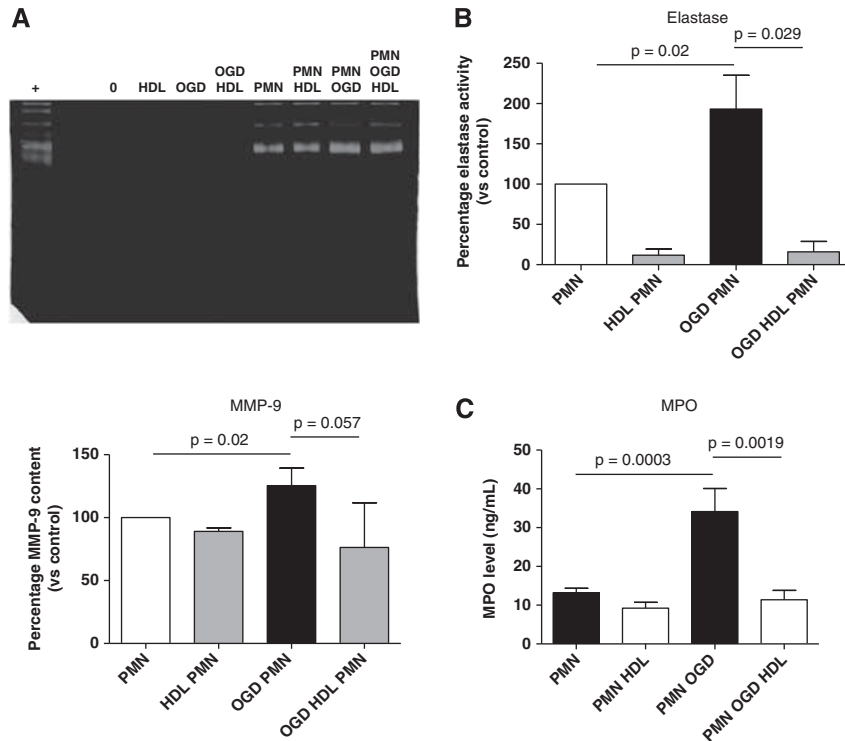 A
+
0
HDL
OGD
OGD
HDL
PMN
PMN
HDL
PMN
OGD
PMN
OGD
HDL
B
Elastase
p = 0.029
p = 0.02
Percentage elastase activity
(vs control)
250
200
150
100
50
0
PMN
HDL PMN
OGD PMN
OGD HDL PMN
MMP-9
p = 0.057
p = 0.02
Percentage MMP-9 content
(vs control)
150
100
50
0
PMN
HDL PMN
OGD PMN
OGD HDL PMN
C
MPO
p = 0.0019
p = 0.0003
MPO level (ng/mL)
50
40
30
20
10
0
PMN
PMN HDL
PMN OGD
PMN OGD HDL